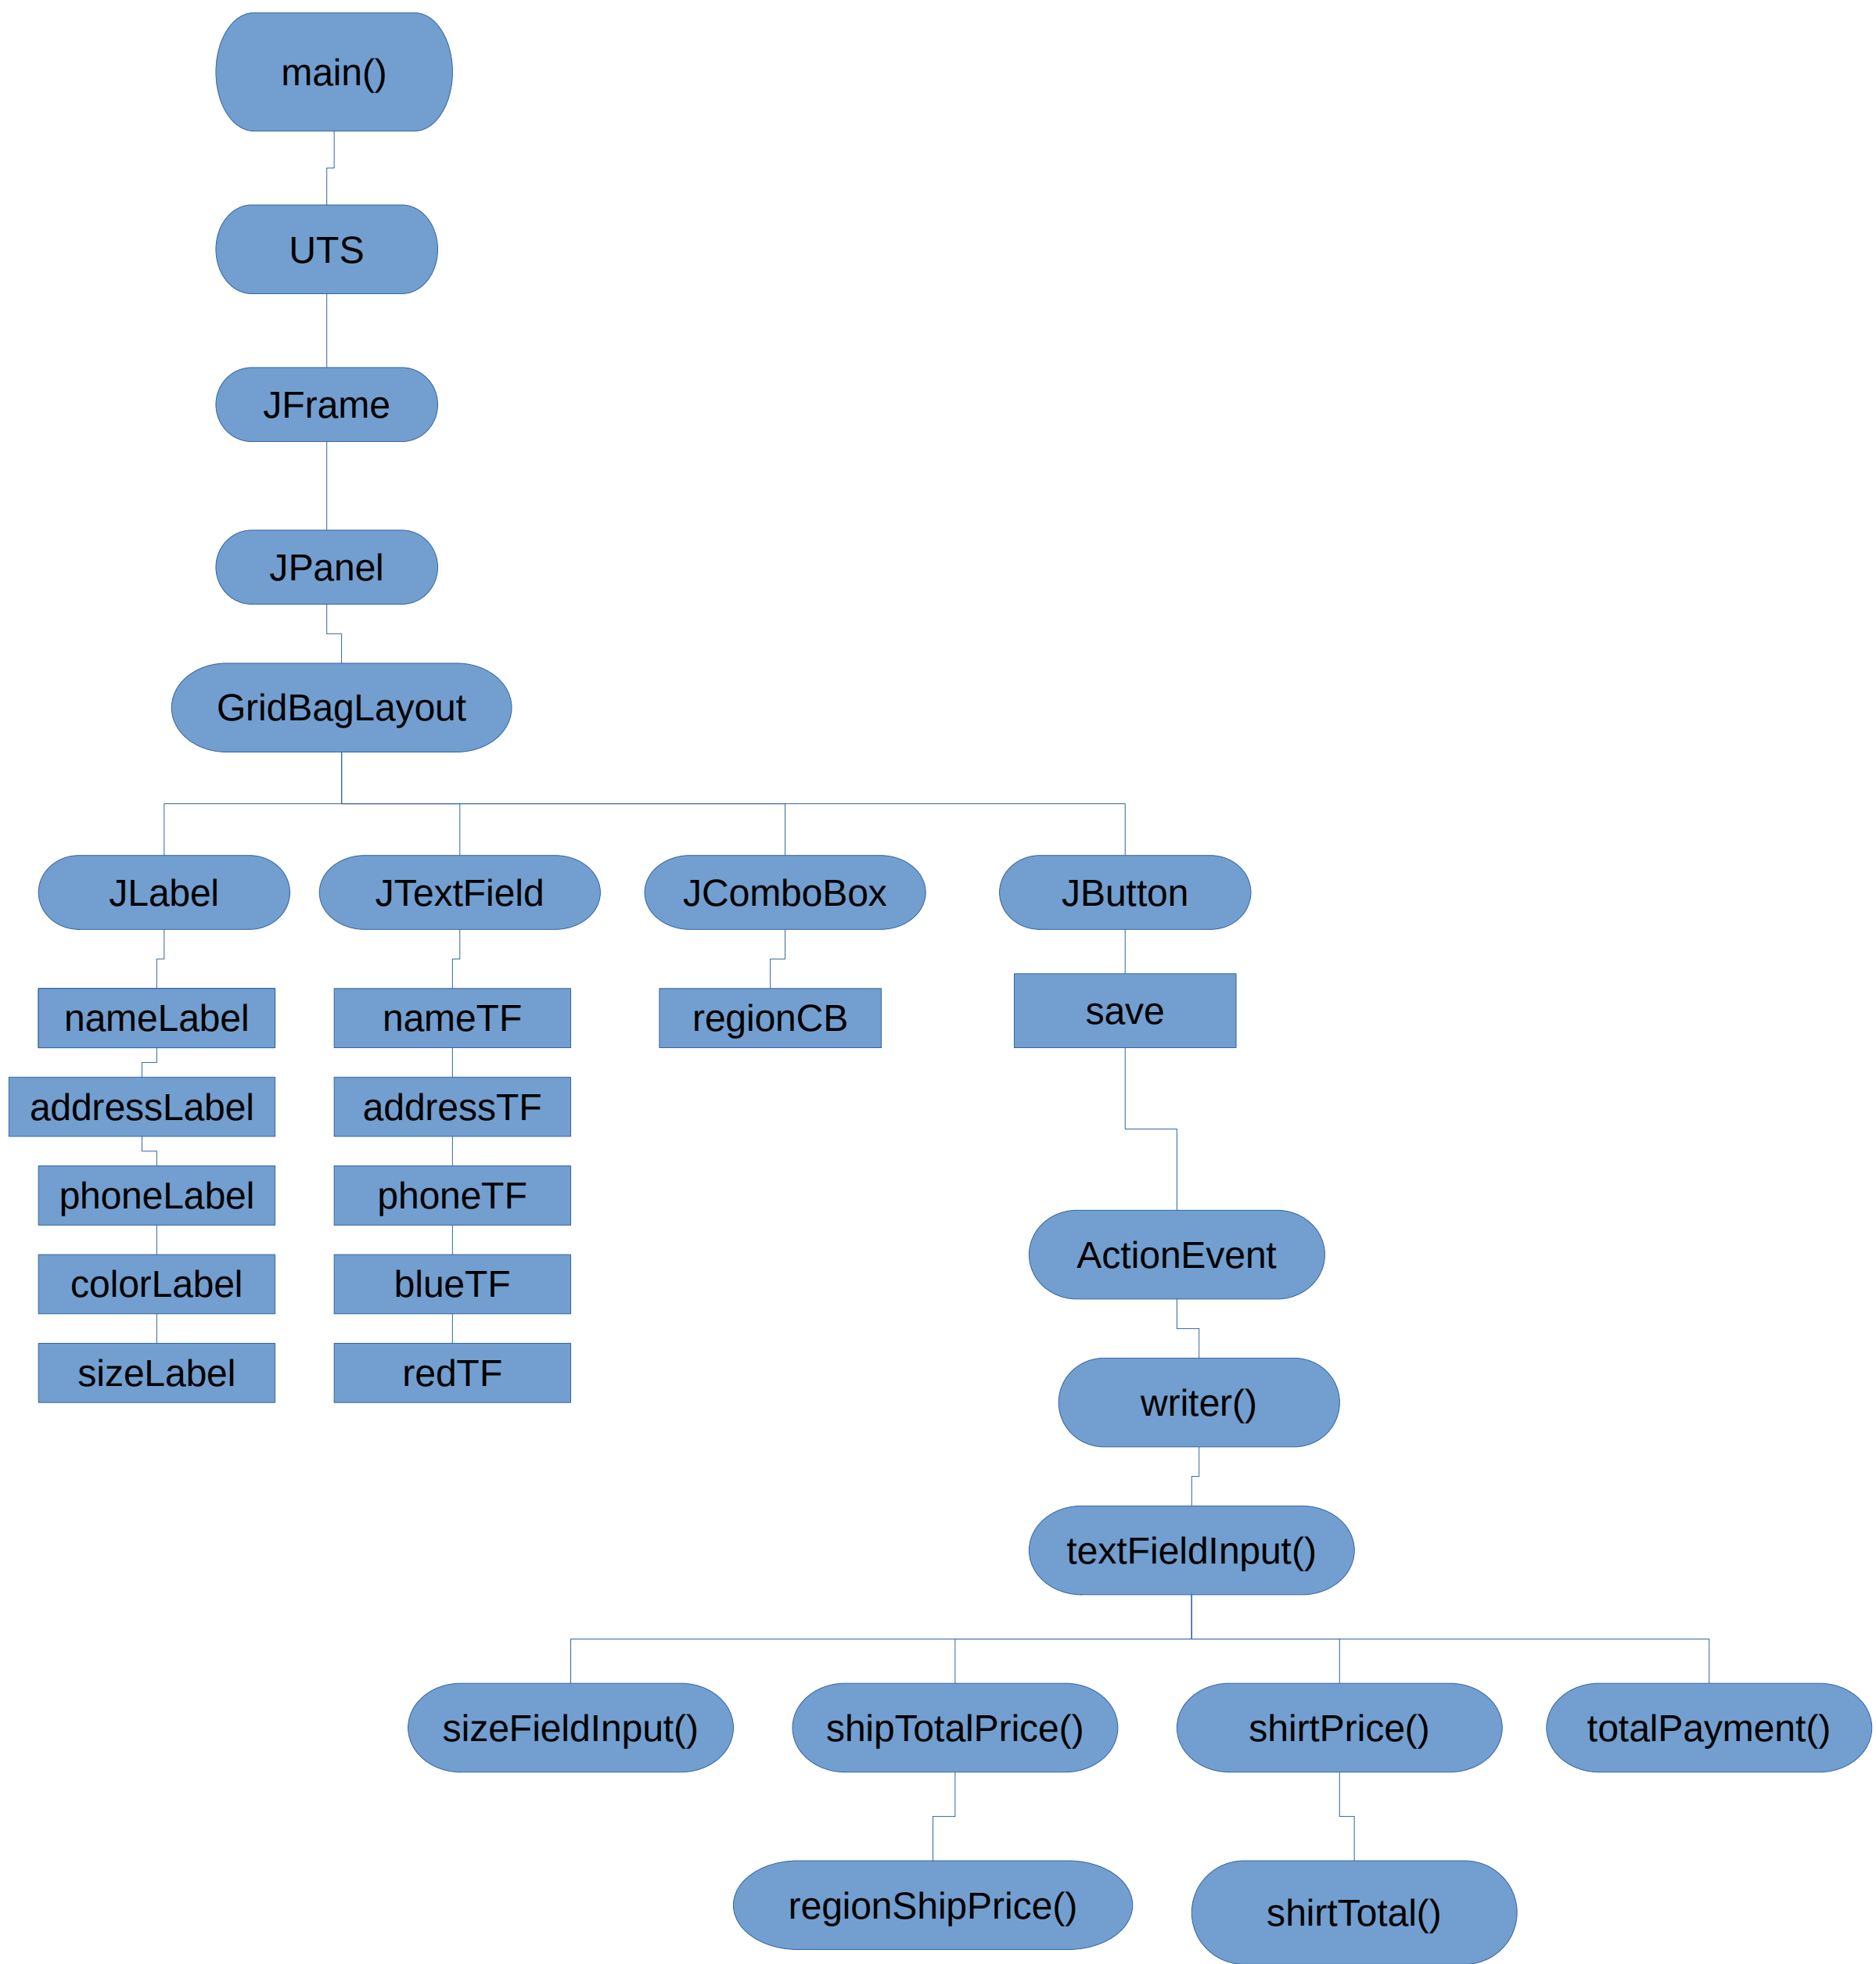 main()
UTS
JFrame
JPanel
GridBagLayout
JLabel
JTextField
JComboBox
JButton
nameLabel
nameTF
regionCB
save
addressLabel
addressTF
phoneLabel
phoneTF
colorLabel
blueTF
sizeLabel
redTF
ActionEvent
writer()
textFieldInput()
sizeFieldInput()
shipTotalPrice()
shirtPrice()
totalPayment()
regionShipPrice()
shirtTotal()